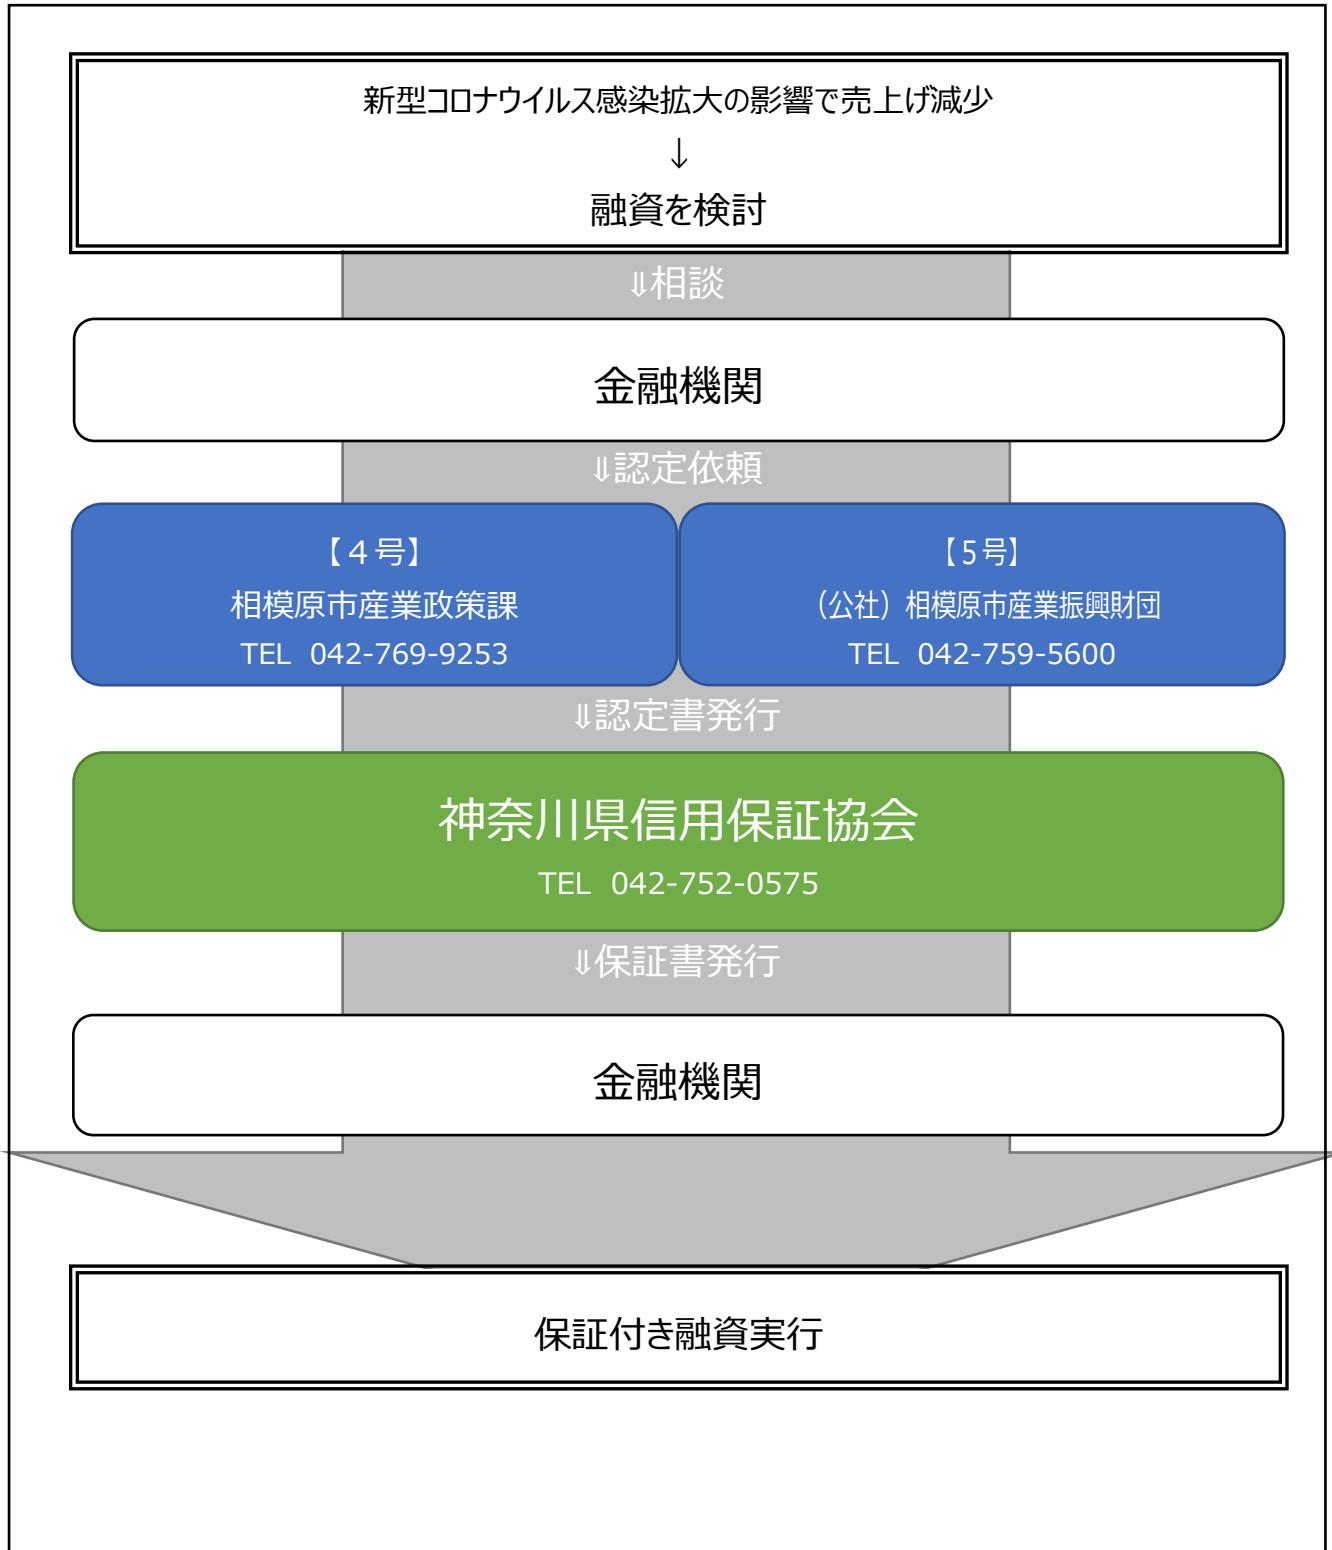 新型コロナウイルス感染拡大の影響で売上げ減少
↓
融資を検討
⇓相談
金融機関
⇓認定依頼
【４号】
相模原市産業政策課
TEL 042-769-9253
【5号】
（公社）相模原市産業振興財団
TEL 042-759-5600
⇓認定書発行
神奈川県信用保証協会
TEL 042-752-0575
⇓保証書発行
金融機関
保証付き融資実行